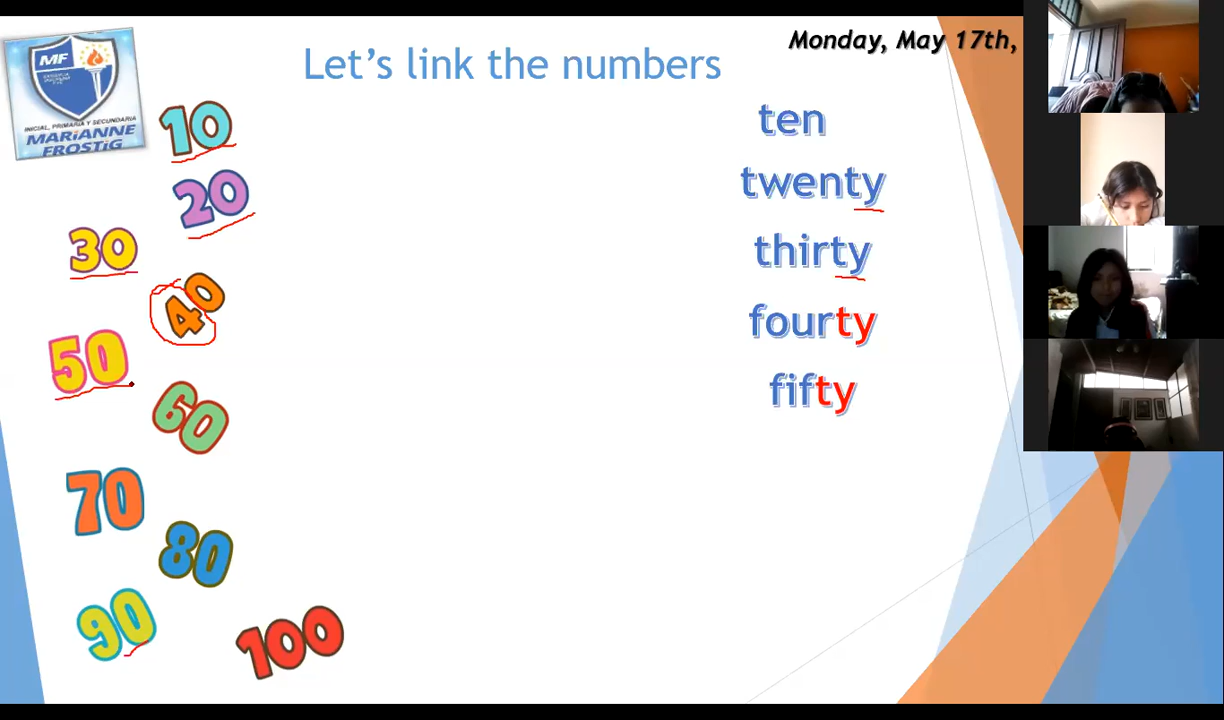 Let's link the numbers
Monday, May 17th,
MF
INICIAL, PRIMARIA Y SECUNDARIA
MARIANNE
FROSTIG
10
20
30
40
50
60
70
80
90
100
ten
twenty
thirty
fourty
fifty